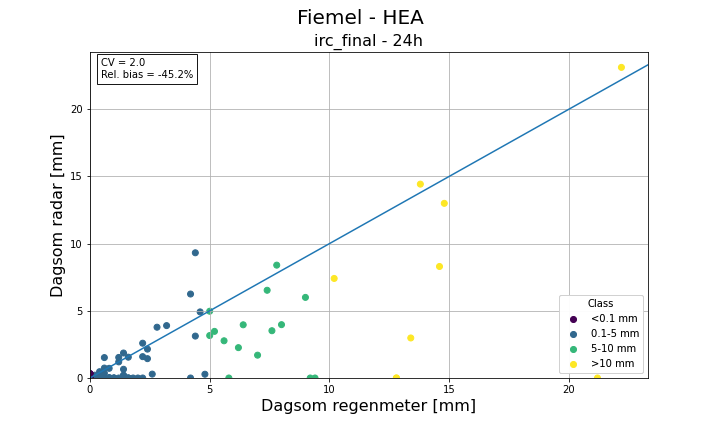 Fiemel - HEA
irc_final - 24h
CV = 2.0
Rel. bias = -45.2%
Dagsom radar [mm]
20
15
10
5
0
Class
<0.1 mm
0.1-5 mm
5-10 mm
>10 mm
0 5 10 15 20
Dagsom regenmeter [mm]